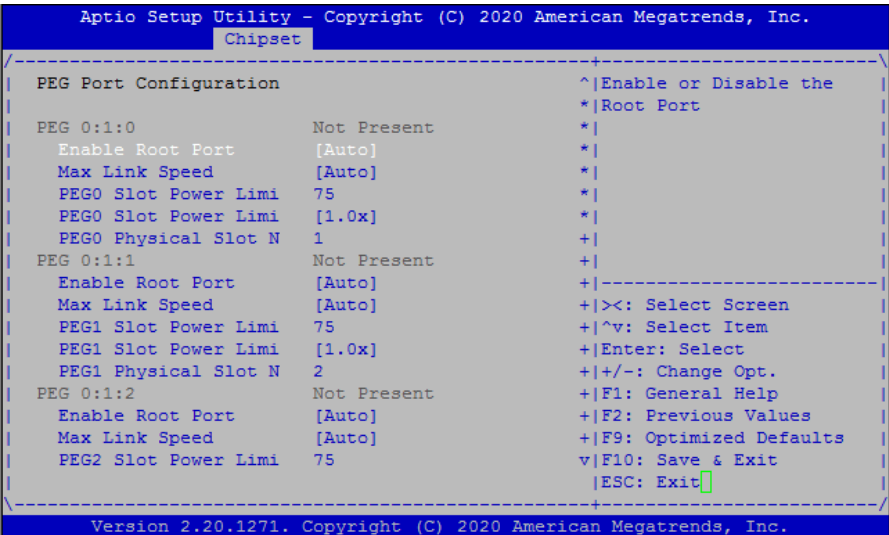 Aptio Setup Utility - Copyright (C) 2020 American Megatrends, Inc.
Chipset
/----------------------------------------------------+-------------------------\
| PEG Port Configuration ^|Enable or Disable the |
| *|Root Port |
| PEG 0:1:0 Not Present *| |
| Enable Root Port [Auto] *| |
| Max Link Speed [Auto] *| |
| PEG0 Slot Power Limi 75 *| |
| PEG0 Slot Power Limi [1.0x] *| |
| PEG0 Physical Slot N 1 +| |
| PEG 0:1:1 Not Present +| |
| Enable Root Port [Auto] +|-------------------------|
| Max Link Speed [Auto] +|><: Select Screen |
| PEG1 Slot Power Limi 75 +|^v: Select Item |
| PEG1 Slot Power Limi [1.0x] +|Enter: Select |
| PEG1 Physical Slot N 2 +|+/-: Change Opt. |
| PEG 0:1:2 Not Present +|F1: General Help |
| Enable Root Port [Auto] +|F2: Previous Values |
| Max Link Speed [Auto] +|F9: Optimized Defaults |
| PEG2 Slot Power Limi 75 v|F10: Save & Exit |
| |ESC: Exit |
\----------------------------------------------------+-------------------------/
Version 2.20.1271. Copyright (C) 2020 American Megatrends, Inc.